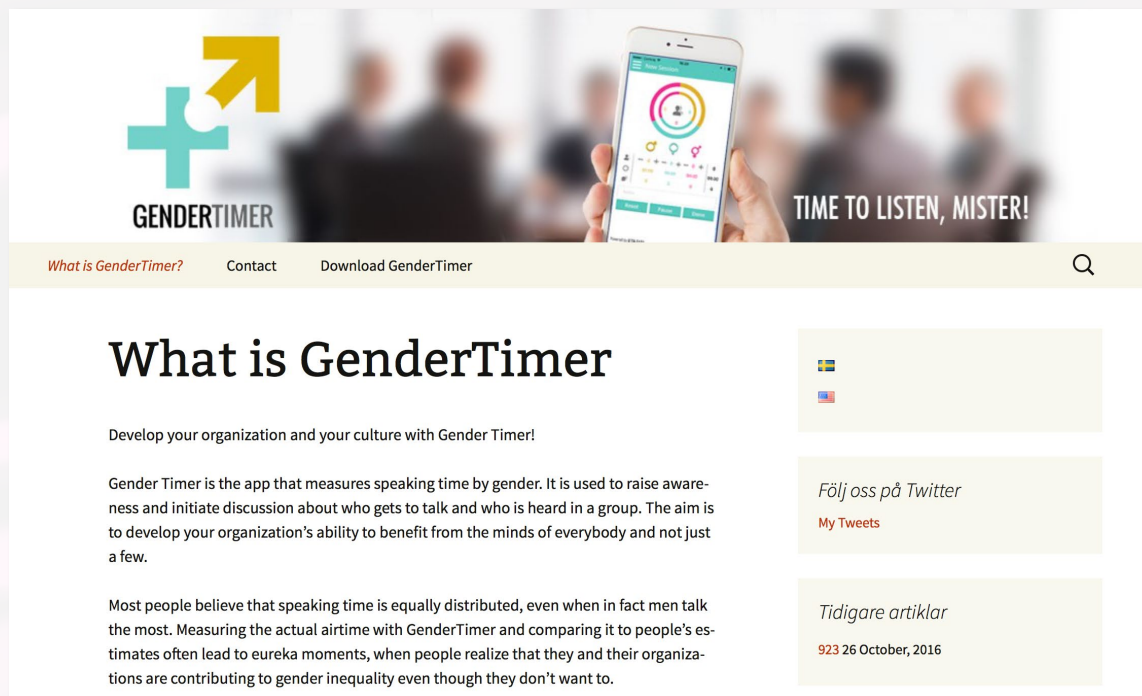 New Session
Reset Pause Done
GENDERTIMER
TIME TO LISTEN, MISTER!
What is GenderTimer? Contact Download GenderTimer
What is GenderTimer
Develop your organization and your culture with Gender Timer!
Gender Timer is the app that measures speaking time by gender. It is used to raise aware-
ness and initiate discussion about who gets to talk and who is heard in a group. The aim is
to develop your organization's ability to benefit from the minds of everybody and not just
a few.
Most people believe that speaking time is equally distributed, even when in fact men talk
the most. Measuring the actual airtime with GenderTimer and comparing it to people's es-
timates often lead to eureka moments, when people realize that they and their organiza-
tions are contributing to gender inequality even though they don't want to.
Följ oss på Twitter
My Tweets
Tidigare artiklar
923 26 October, 2016